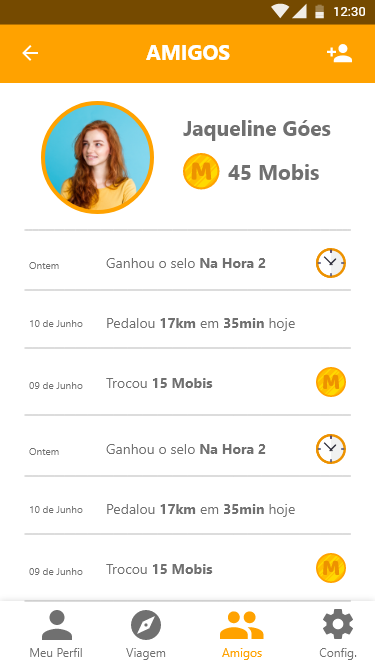 12:30
AMIGOS
Jaqueline Góes
M 45 Mobis
Ontem Ganhou o selo Na Hora 2
10 de Junho Pedalou 17km em 35min hoje
09 de Junho Trocou 15 Mobis M
Ontem Ganhou o selo Na Hora 2
10 de Junho Pedalou 17km em 35min hoje
09 de Junho Trocou 15 Mobis M
Meu Perfil Viagem Amigos Config.